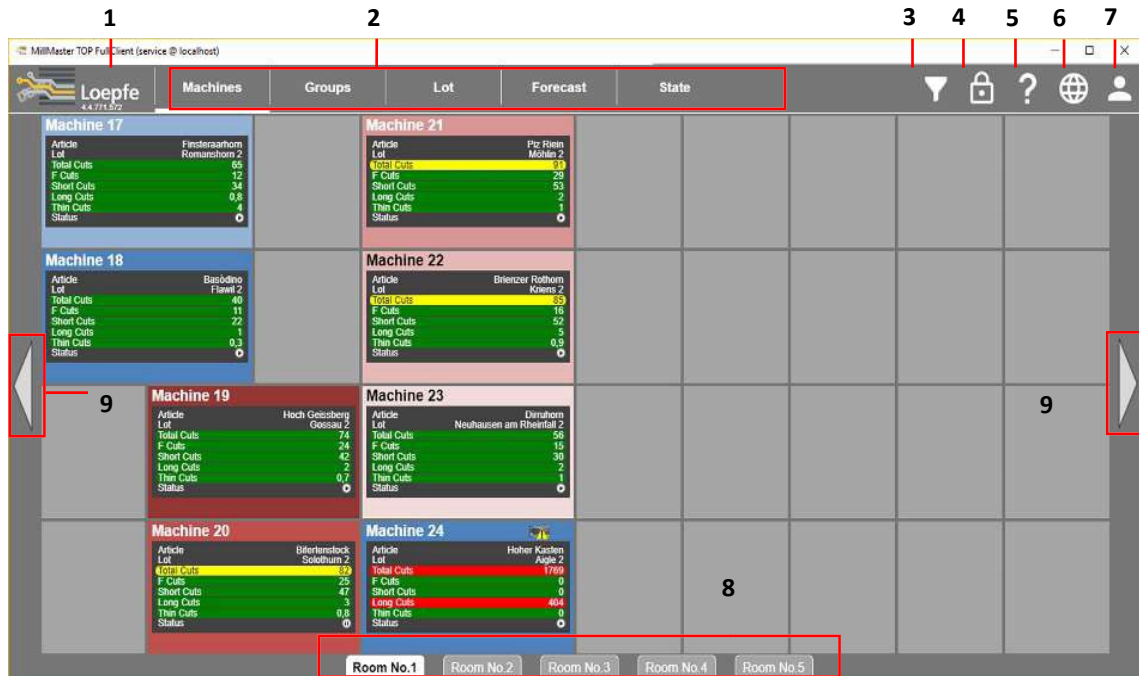 1 2 3 4 5 6 7
MillMaster TOP FullClient (service @ localhost)
Loepfe
4.4.771.572
Machines Groups Lot Forecast State
Machine 17
Article Finsteraarhorn
Lot Romanshorn 2
Total Cuts 65
F Cuts 12
Short Cuts 34
Long Cuts 0,8
Thin Cuts 4
Status
Machine 21
Article Piz Riein
Lot Möhlin 2
Total Cuts 91
F Cuts 29
Short Cuts 53
Long Cuts 2
Thin Cuts 1
Status
Machine 18
Article Basòdino
Lot Flawil 2
Total Cuts 40
F Cuts 11
Short Cuts 22
Long Cuts 1
Thin Cuts 0,3
Status
Machine 22
Article Brienzer Rothorn
Lot Kriens 2
Total Cuts 85
F Cuts 16
Short Cuts 52
Long Cuts 5
Thin Cuts 0,9
Status
9
Machine 19
Article Hoch Geissberg
Lot Gossau 2
Total Cuts 74
F Cuts 24
Short Cuts 42
Long Cuts 2
Thin Cuts 0,7
Status
Machine 23
Article Dirruhorn
Lot Neuhausen am Rheinfall 2
Total Cuts 56
F Cuts 15
Short Cuts 30
Long Cuts 2
Thin Cuts 1
Status
9
Machine 20
Article Bifertenstock
Lot Solothurn 2
Total Cuts 82
F Cuts 25
Short Cuts 47
Long Cuts 3
Thin Cuts 0,8
Status
Machine 24
Article Hoher Kasten
Lot Aigle 2
Total Cuts 1769
F Cuts 0
Short Cuts 0
Long Cuts 404
Thin Cuts 0
Status
8
Room No.1 Room No.2 Room No.3 Room No.4 Room No.5